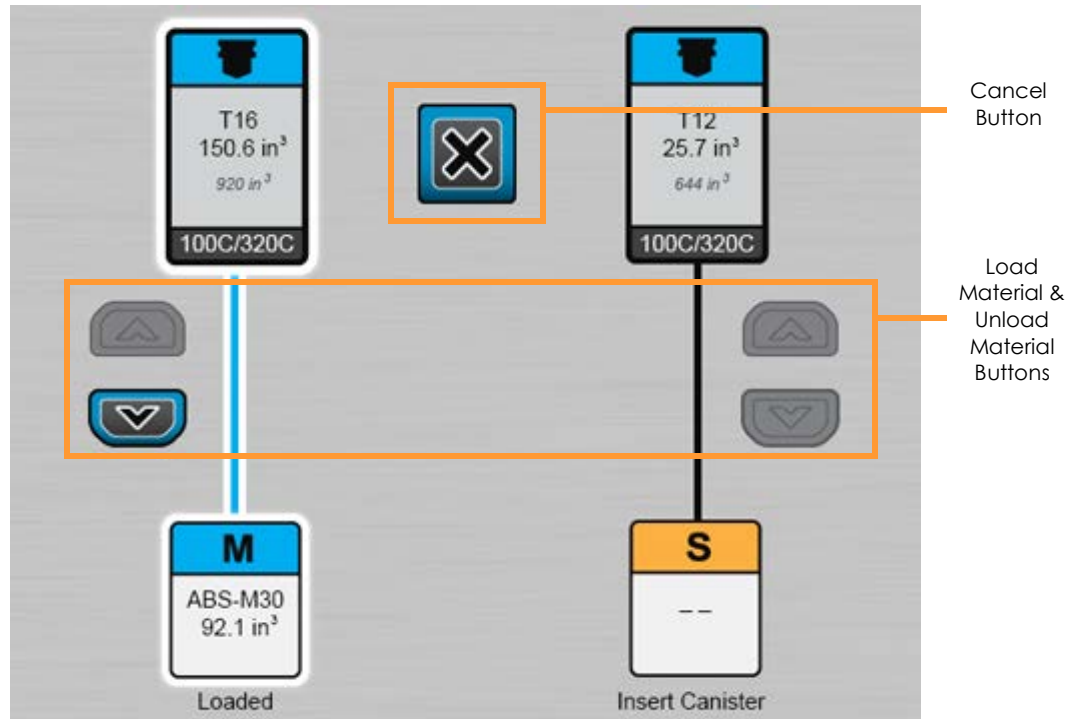 T16
150.6 in³
920 in³
100C/320C
T12
25.7 in³
644 in³
100C/320C
Cancel
Button
Load
Material &
Unload
Material
Buttons
M
ABS-M30
92.1 in³
Loaded
S
--
Insert Canister